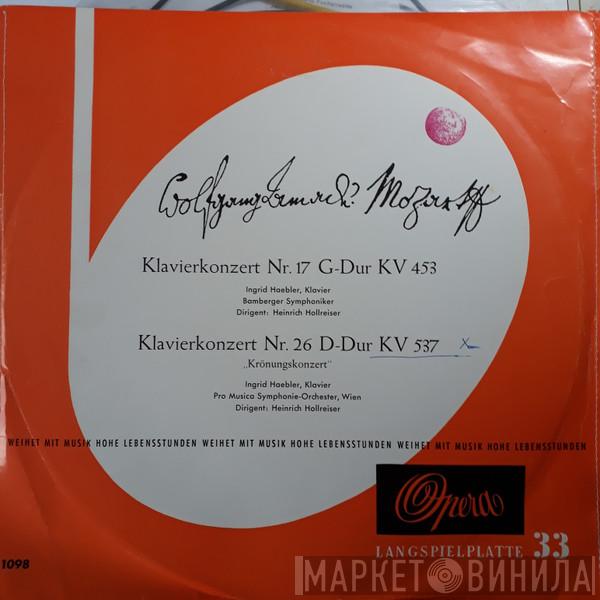 Wolfgang Amadè Mozart
Klavierkonzert Nr. 17 G-Dur KV 453
Ingrid Haebler, Klavier
Bamberger Symphoniker
Dirigent: Heinrich Hollreiser
Klavierkonzert Nr. 26 D-Dur KV 537 x
„Krönungskonzert"
Ingrid Haebler, Klavier
Pro Musica Symphonie-Orchester, Wien
Dirigent: Heinrich Hollreiser
WEIHET MIT MUSIK HOHE LEBENSSTUNDEN WEIHET MIT MUSIK HOHE LEBENSSTUNDEN WEIHET MIT MUSIK HOHE LEBENSSTUNDEN
Opera
LANGSPIELPLATTE 33
1098
МАРКЕТ ВИНИЛА